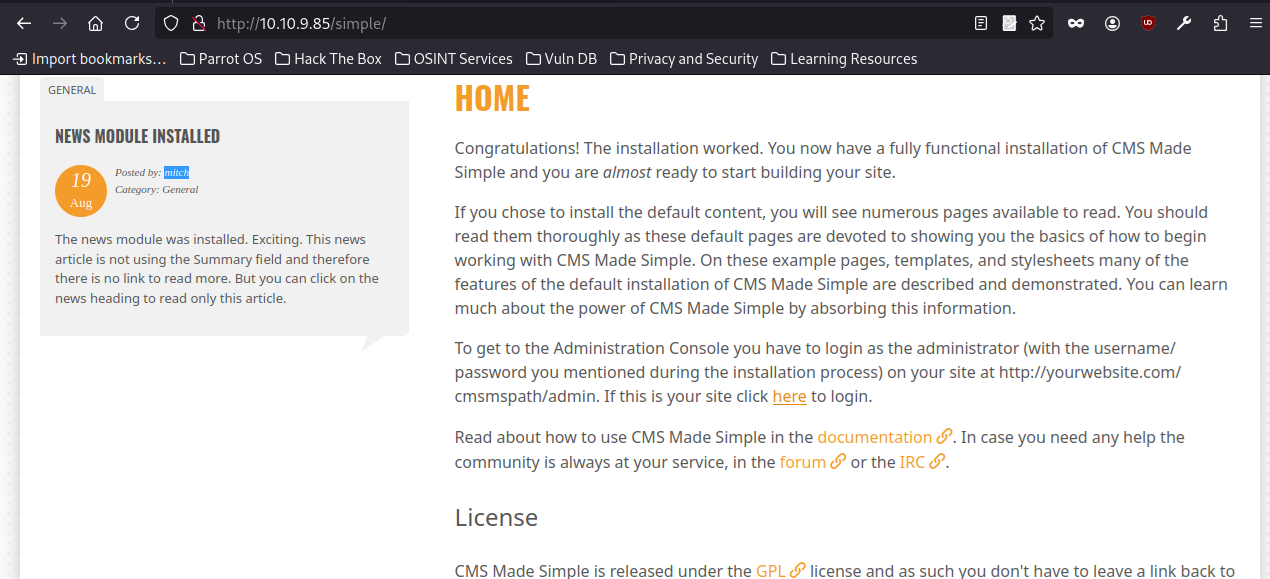 http://10.10.9.85/simple/
Import bookmarks... Parrot OS Hack The Box OSINT Services Vuln DB Privacy and Security Learning Resources
GENERAL
NEWS MODULE INSTALLED
19
Aug
Posted by: mitch
Category: General
The news module was installed. Exciting. This news
article is not using the Summary field and therefore
there is no link to read more. But you can click on the
news heading to read only this article.
HOME
Congratulations! The installation worked. You now have a fully functional installation of CMS Made
Simple and you are almost ready to start building your site.
If you chose to install the default content, you will see numerous pages available to read. You should
read them thoroughly as these default pages are devoted to showing you the basics of how to begin
working with CMS Made Simple. On these example pages, templates, and stylesheets many of the
features of the default installation of CMS Made Simple are described and demonstrated. You can learn
much about the power of CMS Made Simple by absorbing this information.
To get to the Administration Console you have to login as the administrator (with the username/
password you mentioned during the installation process) on your site at http://yourwebsite.com/
cmsmspath/admin. If this is your site click here to login.
Read about how to use CMS Made Simple in the documentation. In case you need any help the
community is always at your service, in the forum or the IRC.
License
CMS Made Simple is released under the GPL license and as such you don't have to leave a link back to